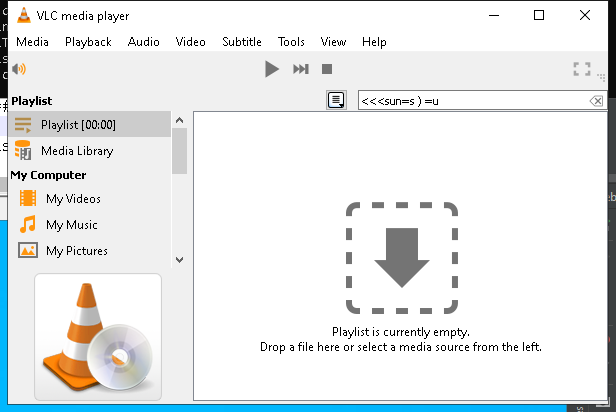 VLC media player
Media Playback Audio Video Subtitle Tools View Help
Playlist
<<<sun=s ) =u
Playlist [00:00]
Media Library
My Computer
My Videos
My Music
My Pictures
Playlist is currently empty.
Drop a file here or select a media source from the left.